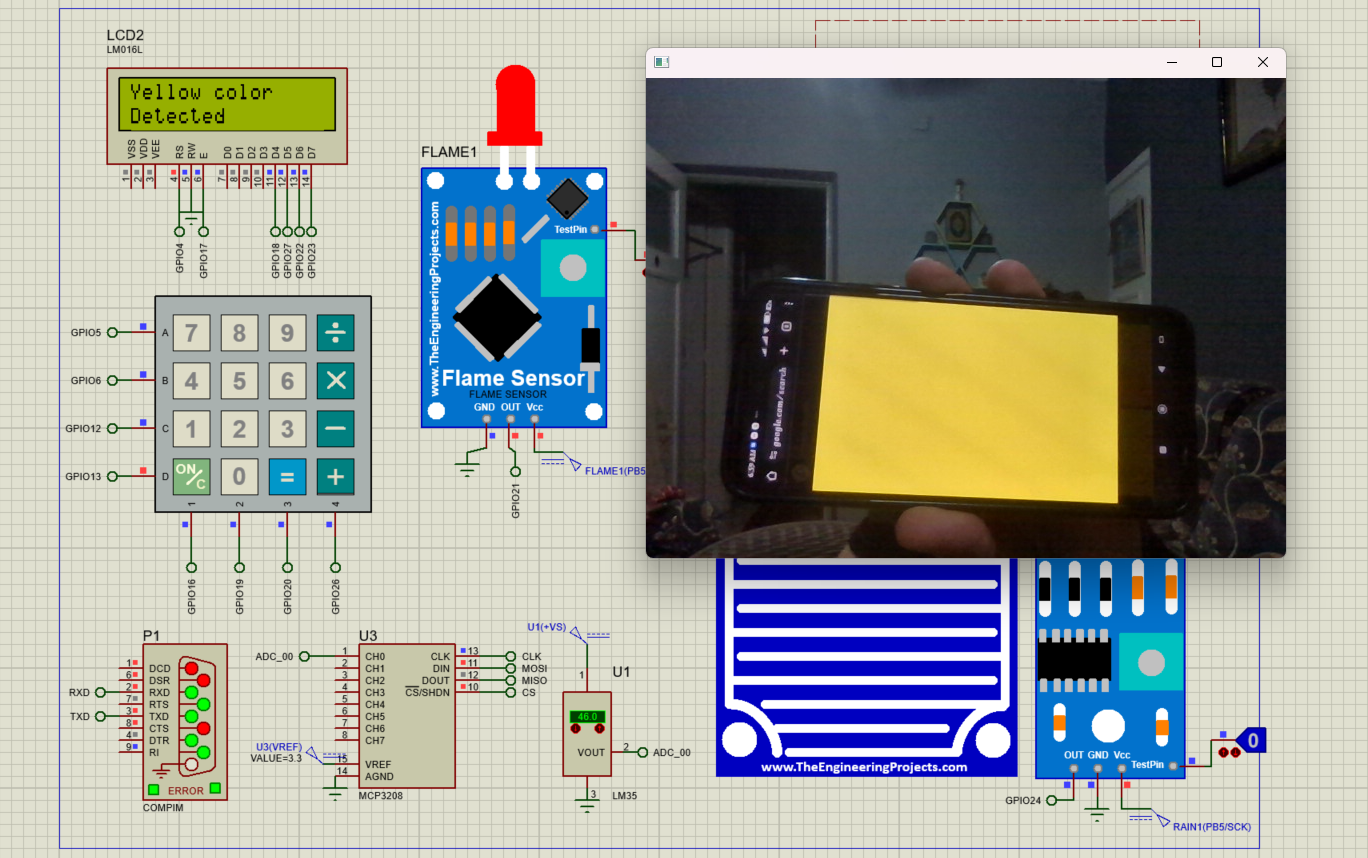 LCD2
LM016L
Yellow color
Detected
VSS
VDD
VEE
RS
RW
E
D0
D1
D2
D3
D4
D5
D6
D7
1
2
3
4
5
6
7
8
9
10
11
12
13
14
GPIO4
GPIO17
GPIO18
GPIO27
GPIO22
GPIO23
FLAME1
www.TheEngineeringProjects.com
TestPin
Flame Sensor
FLAME SENSOR
GND OUT Vcc
FLAME1(PB5
GPIO21
google.com/search
GPIO5
GPIO6
GPIO12
GPIO13
A
B
C
D
7 8 9 ÷
4 5 6 ×
1 2 3 −
ON/C 0 = +
1 2 3 4
GPIO16
GPIO19
GPIO20
GPIO26
P1
1 DCD
6 DSR
RXD 2 RXD
7 RTS
TXD 3 TXD
8 CTS
4 DTR
9 RI
ERROR
COMPIM
U3
ADC_00 1 CH0 CLK 13 CLK
2 CH1 DIN 11 MOSI
3 CH2 DOUT 12 MISO
4 CH3 CS/SHDN 10 CS
5 CH4
6 CH5
7 CH6
8 CH7
U3(VREF)
VALUE=3.3
15 VREF
14 AGND
MCP3208
U1(+VS)
1
U1
46.0
VOUT 2 ADC_00
3
LM35
www.TheEngineeringProjects.com
OUT GND Vcc
TestPin
0
GPIO24
RAIN1(PB5/SCK)